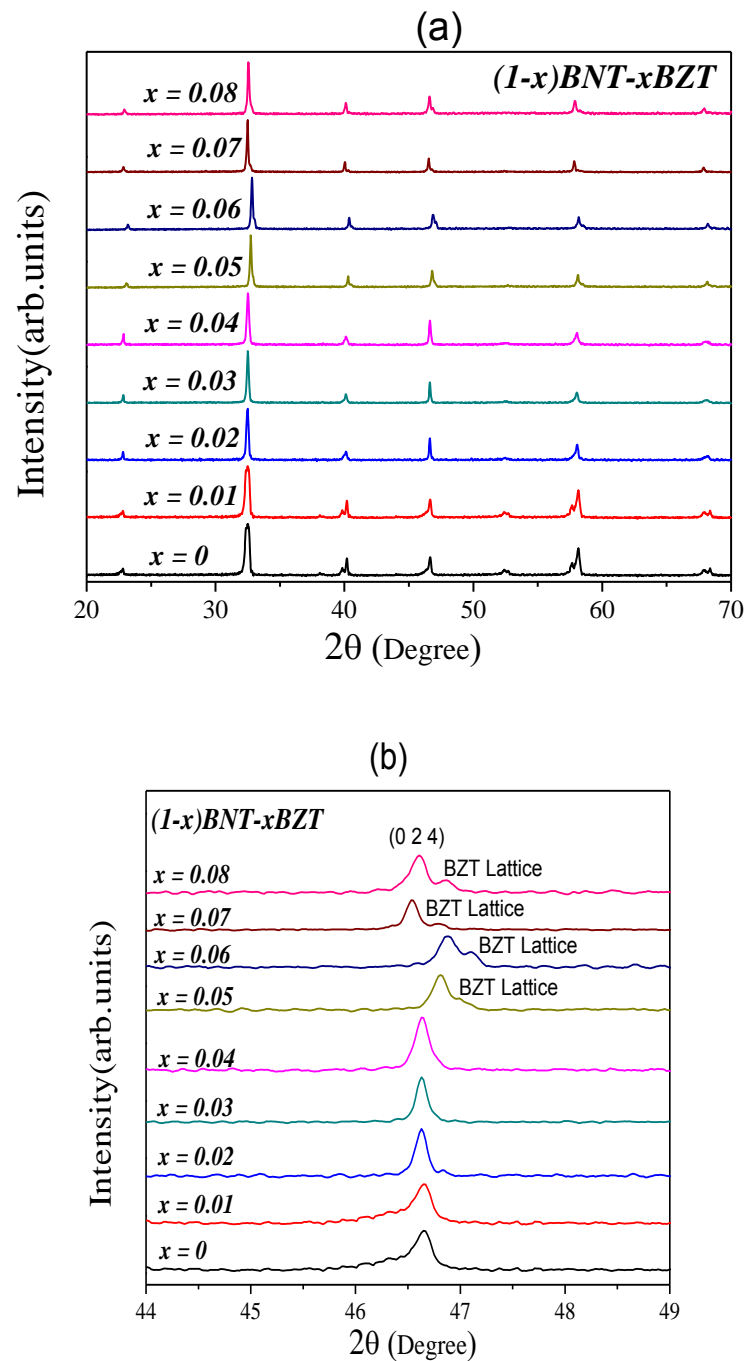 (a)
(1-x)BNT-xBZT
x = 0.08
x = 0.07
x = 0.06
x = 0.05
x = 0.04
x = 0.03
x = 0.02
x = 0.01
x = 0
Intensity(arb.units)
20 30 40 50 60 70
2θ (Degree)
(b)
(1-x)BNT-xBZT
(0 2 4)
x = 0.08 BZT Lattice
x = 0.07 BZT Lattice
x = 0.06 BZT Lattice
x = 0.05 BZT Lattice
x = 0.04
x = 0.03
x = 0.02
x = 0.01
x = 0
Intensity(arb.units)
44 45 46 47 48 49
2θ (Degree)